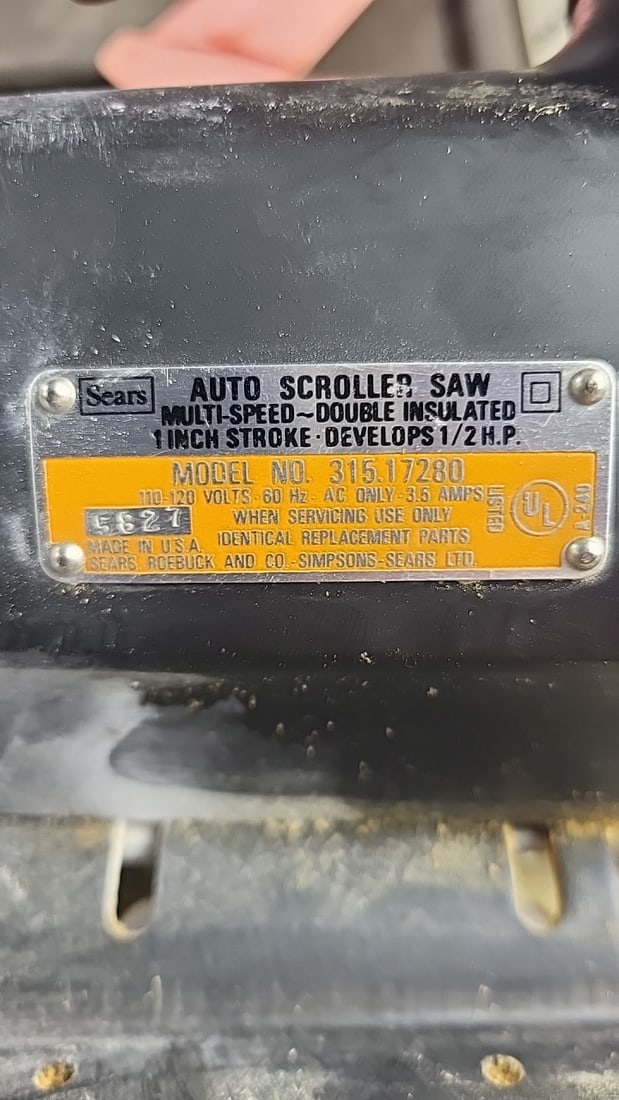 Sears
AUTO SCROLLER SAW
MULTI-SPEED~DOUBLE INSULATED
1 INCH STROKE·DEVELOPS 1/2 H.P.
MODEL NO. 315.17280
110-120 VOLTS · 60 Hz · AC ONLY · 3.5 AMPS
5627
WHEN SERVICING USE ONLY
IDENTICAL REPLACEMENT PARTS
MADE IN U.S.A.
SEARS, ROEBUCK AND CO.-SIMPSONS-SEARS LTD.
LISTED
UL
A-2AU